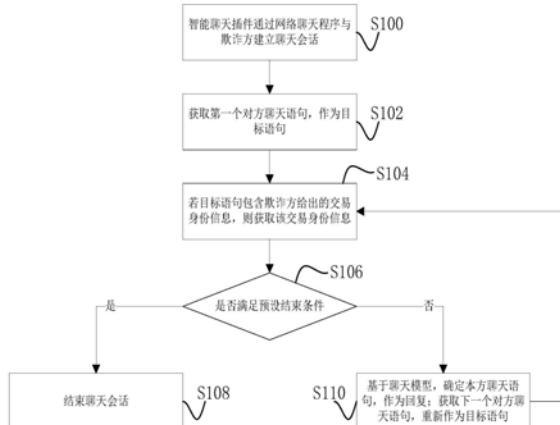 智能聊天插件通过网络聊天程序与
欺诈方建立聊天会话
S100
获取第一个对方聊天语句，作为目
标语句
S102
S104
若目标语句包含欺诈方给出的交易
身份信息，则获取该交易身份信息
S106
是否满足预设结束条件
是
否
结束聊天会话
S108
S110
基于聊天模型，确定本方聊天语
句，作为回复；获取下一个对方聊
天语句，重新作为目标语句